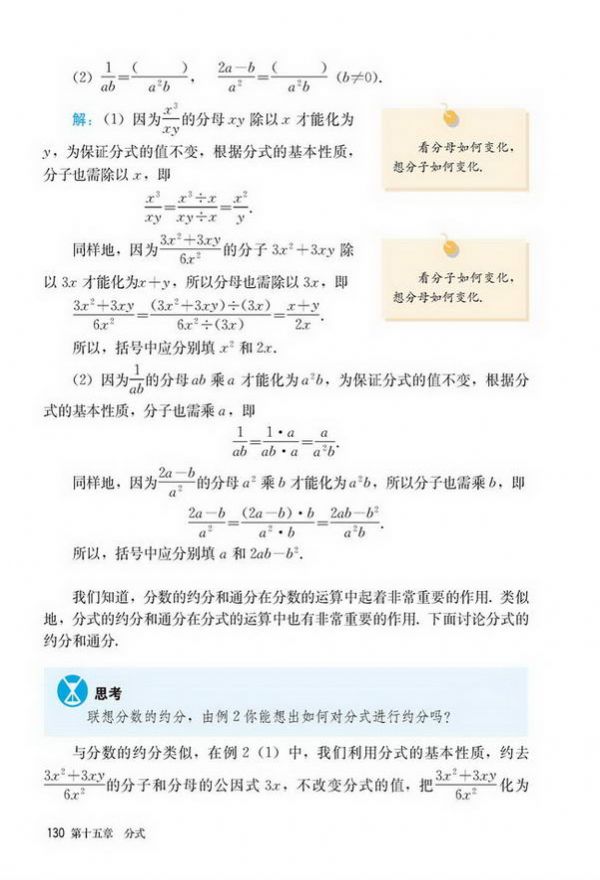 (2) $\frac{1}{ab}=\frac{(\quad)}{a^2b}$, $\frac{2a-b}{a^2}=\frac{(\quad)}{a^2b}$ (b≠0).
解:(1)因为$\frac{x^3}{xy}$的分母 xy 除以 x 才能化为
y,为保证分式的值不变,根据分式的基本性质,
分子也需除以 x,即
$\frac{x^3}{xy}=\frac{x^3÷x}{xy÷x}=\frac{x^2}{y}$.
看分母如何变化,
想分子如何变化.
同样地,因为$\frac{3x^2+3xy}{6x^2}$的分子 3x²+3xy 除
以 3x 才能化为x+y,所以分母也需除以 3x,即
$\frac{3x^2+3xy}{6x^2}=\frac{(3x^2+3xy)÷(3x)}{6x^2÷(3x)}=\frac{x+y}{2x}$.
看分子如何变化,
想分母如何变化.
所以,括号中应分别填 x² 和 2x.
(2)因为$\frac{1}{ab}$的分母 ab 乘 a 才能化为 a²b,为保证分式的值不变,根据分
式的基本性质,分子也需乘 a,即
$\frac{1}{ab}=\frac{1·a}{ab·a}=\frac{a}{a^2b}$.
同样地,因为$\frac{2a-b}{a^2}$的分母 a² 乘 b 才能化为 a²b,所以分子也需乘 b,即
$\frac{2a-b}{a^2}=\frac{(2a-b)·b}{a^2·b}=\frac{2ab-b^2}{a^2b}$.
所以,括号中应分别填 a 和 2ab−b².
我们知道,分数的约分和通分在分数的运算中起着非常重要的作用. 类似
地,分式的约分和通分在分式的运算中也有非常重要的作用. 下面讨论分式的
约分和通分.
思考
联想分数的约分,由例 2 你能想出如何对分式进行约分吗?
与分数的约分类似,在例 2(1)中,我们利用分式的基本性质,约去
$\frac{3x^2+3xy}{6x^2}$的分子和分母的公因式 3x,不改变分式的值,把$\frac{3x^2+3xy}{6x^2}$化为
130 第十五章 分式